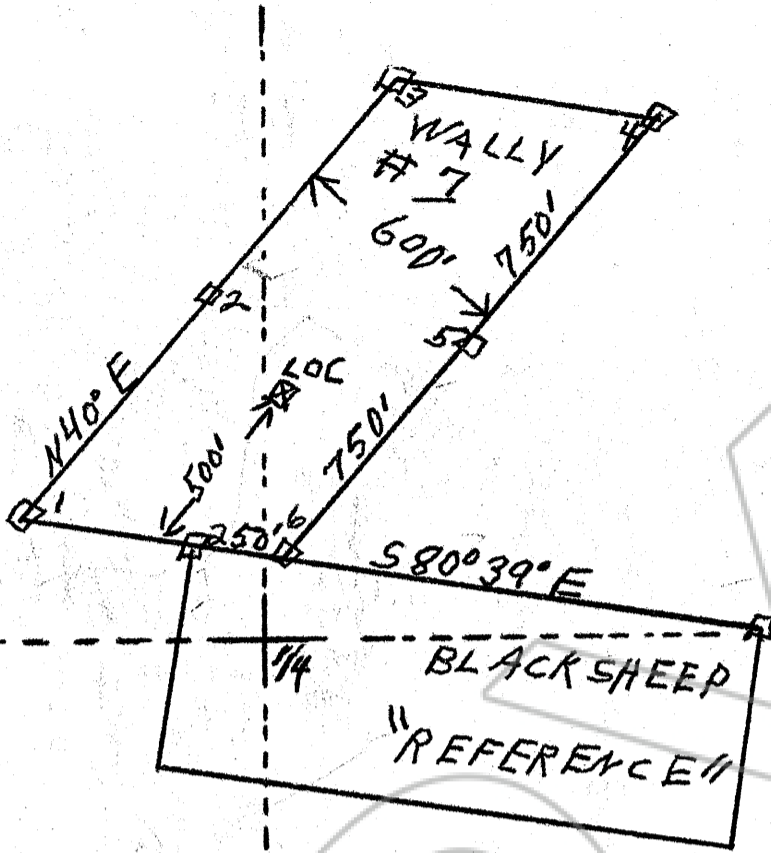 3
WALLY
4
# 7
600'
750'
2
5
LOC
N40° E
750'
500'
1
1
250'
6
S80°39° E
1/4
BLACKSHEEP
"REFERENCE"